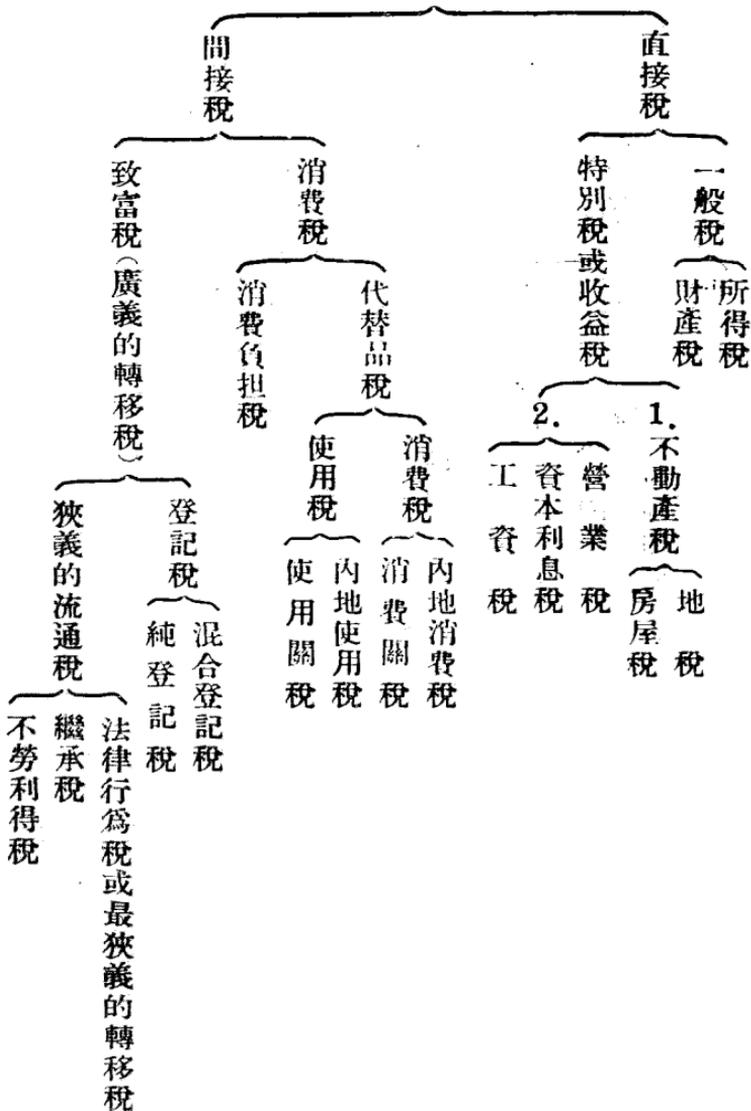 直接稅
一般稅
所得稅
財產稅
特別稅或收益稅
1.不動產稅
地稅
房屋稅
2.
營業稅
資本利息稅
工資稅
間接稅
消費稅
代替品稅
消費稅
內地消費稅
消費關稅
使用稅
內地使用稅
使用關稅
消費負担稅
致富稅(廣義的轉移稅)
登記稅
混合登記稅
純登記稅
狹義的流通稅
法律行爲稅或最狹義的轉移稅
繼承稅
不勞利得稅